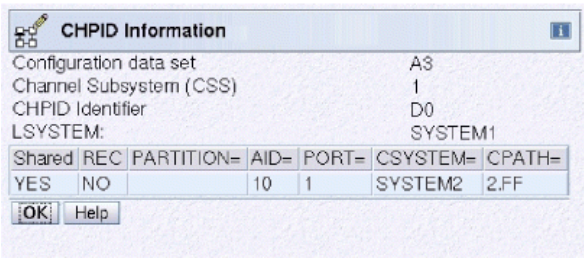 CHPID Information
Configuration data set A3
Channel Subsystem (CSS) 1
CHPID Identifier D0
LSYSTEM: SYSTEM1
Shared REC PARTITION= AID= PORT= CSYSTEM= CPATH=
YES NO 10 1 SYSTEM2 2.FF
OK Help